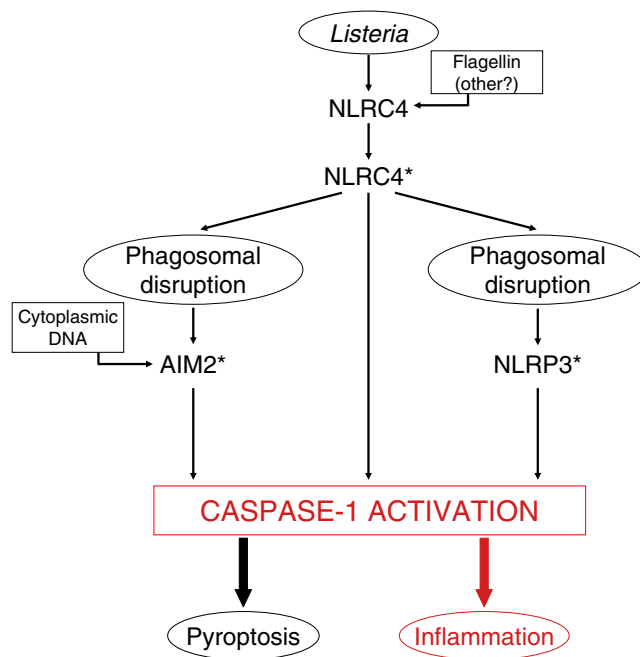 Listeria
Flagellin
(other?)
NLRC4
NLRC4*
Phagosomal
disruption
Phagosomal
disruption
Cytoplasmic
DNA
AIM2*
NLRP3*
CASPASE-1 ACTIVATION
Pyroptosis
Inflammation